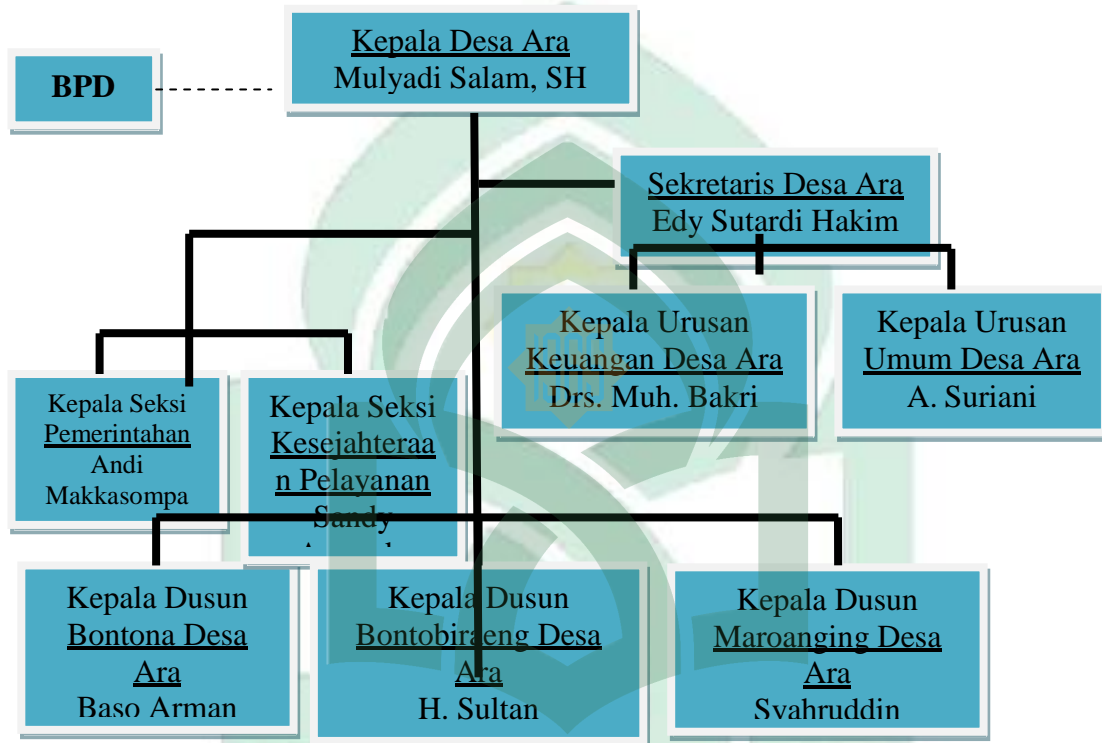 Kepala Desa Ara
Mulyadi Salam, SH
BPD
Sekretaris Desa Ara
Edy Sutardi Hakim
Kepala Urusan
Keuangan Desa Ara
Drs. Muh. Bakri
Kepala Urusan
Umum Desa Ara
A. Suriani
Kepala Seksi
Pemerintahan
Andi
Makkasompa
Kepala Seksi
Kesejahteraa
n Pelayanan
Sandy
Kepala Dusun
Bontona Desa
Ara
Baso Arman
Kepala Dusun
Bontobiraeng Desa
Ara
H. Sultan
Kepala Dusun
Maroanging Desa
Ara
Syahruddin